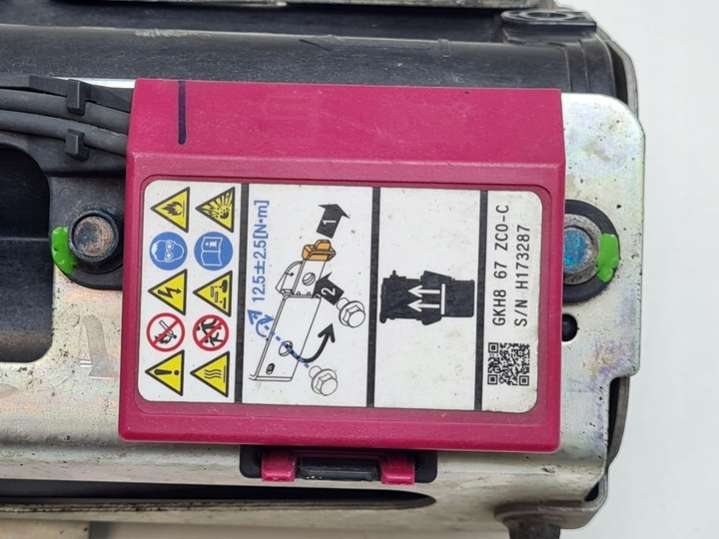 12.5±2.5[N·m]
1
2
GKH8 67 ZC0-C
S/N H173287